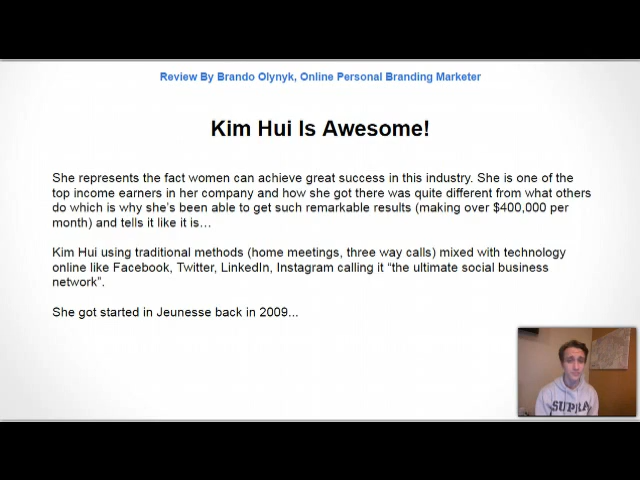 Review By Brando Olynyk, Online Personal Branding Marketer
Kim Hui Is Awesome!
She represents the fact women can achieve great success in this industry. She is one of the
top income earners in her company and how she got there was quite different from what others
do which is why she's been able to get such remarkable results (making over $400,000 per
month) and tells it like it is…
Kim Hui using traditional methods (home meetings, three way calls) mixed with technology
online like Facebook, Twitter, LinkedIn, Instagram calling it “the ultimate social business
network”.
She got started in Jeunesse back in 2009...
SUPRA